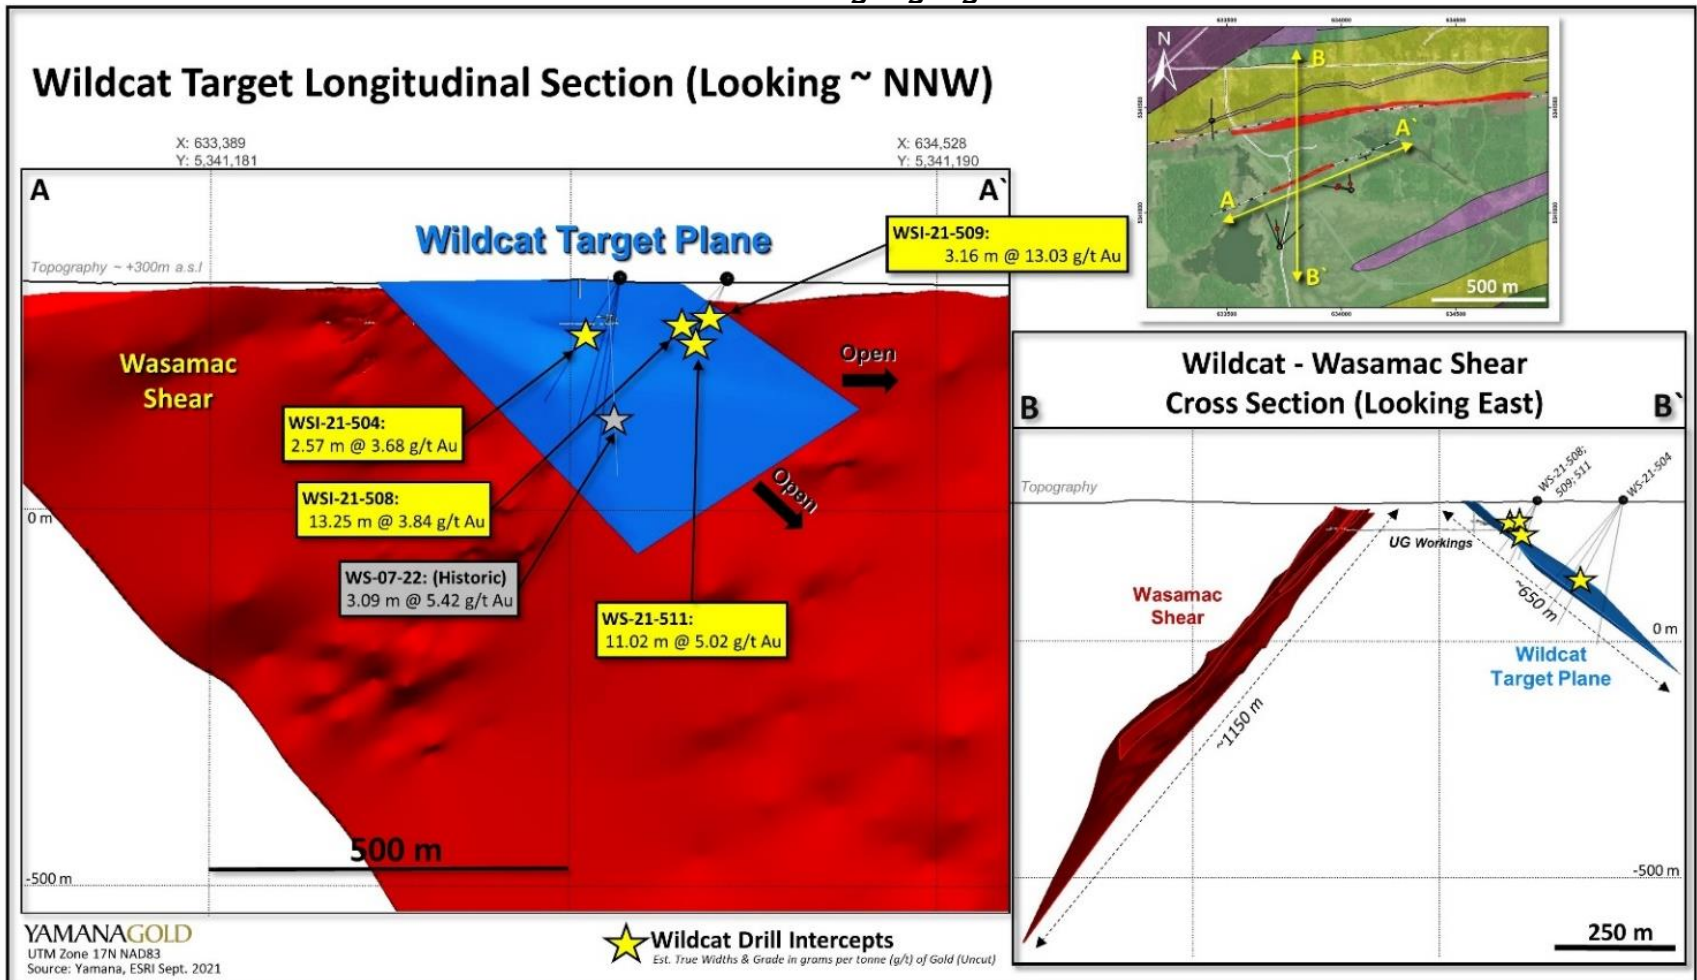 Wildcat Target Longitudinal Section (Looking ~ NNW)
X: 633,389
Y: 5,341,181
X: 634,528
Y: 5,341,190
A
A`
Wildcat Target Plane
Topography ~ +300m a.s.l
Wasamac
Shear
WSI-21-509:
3.16 m @ 13.03 g/t Au
Open
WSI-21-504:
2.57 m @ 3.68 g/t Au
WSI-21-508:
13.25 m @ 3.84 g/t Au
Open
0 m
WS-07-22: (Historic)
3.09 m @ 5.42 g/t Au
WS-21-511:
11.02 m @ 5.02 g/t Au
500 m
-500 m
YAMANAGOLD
UTM Zone 17N NAD83
Source: Yamana, ESRI Sept. 2021
Wildcat Drill Intercepts
Est. True Widths & Grade in grams per tonne (g/t) of Gold (Uncut)
633500
634000
634500
N
B
A`
A
B`
500 m
633500
634000
634500
Wildcat - Wasamac Shear
Cross Section (Looking East)
B
B`
Topography
WS-21-508;
509; 511
WS-21-504
UG Workings
Wasamac
Shear
~650 m
0 m
Wildcat
Target Plane
~1150 m
-500 m
250 m